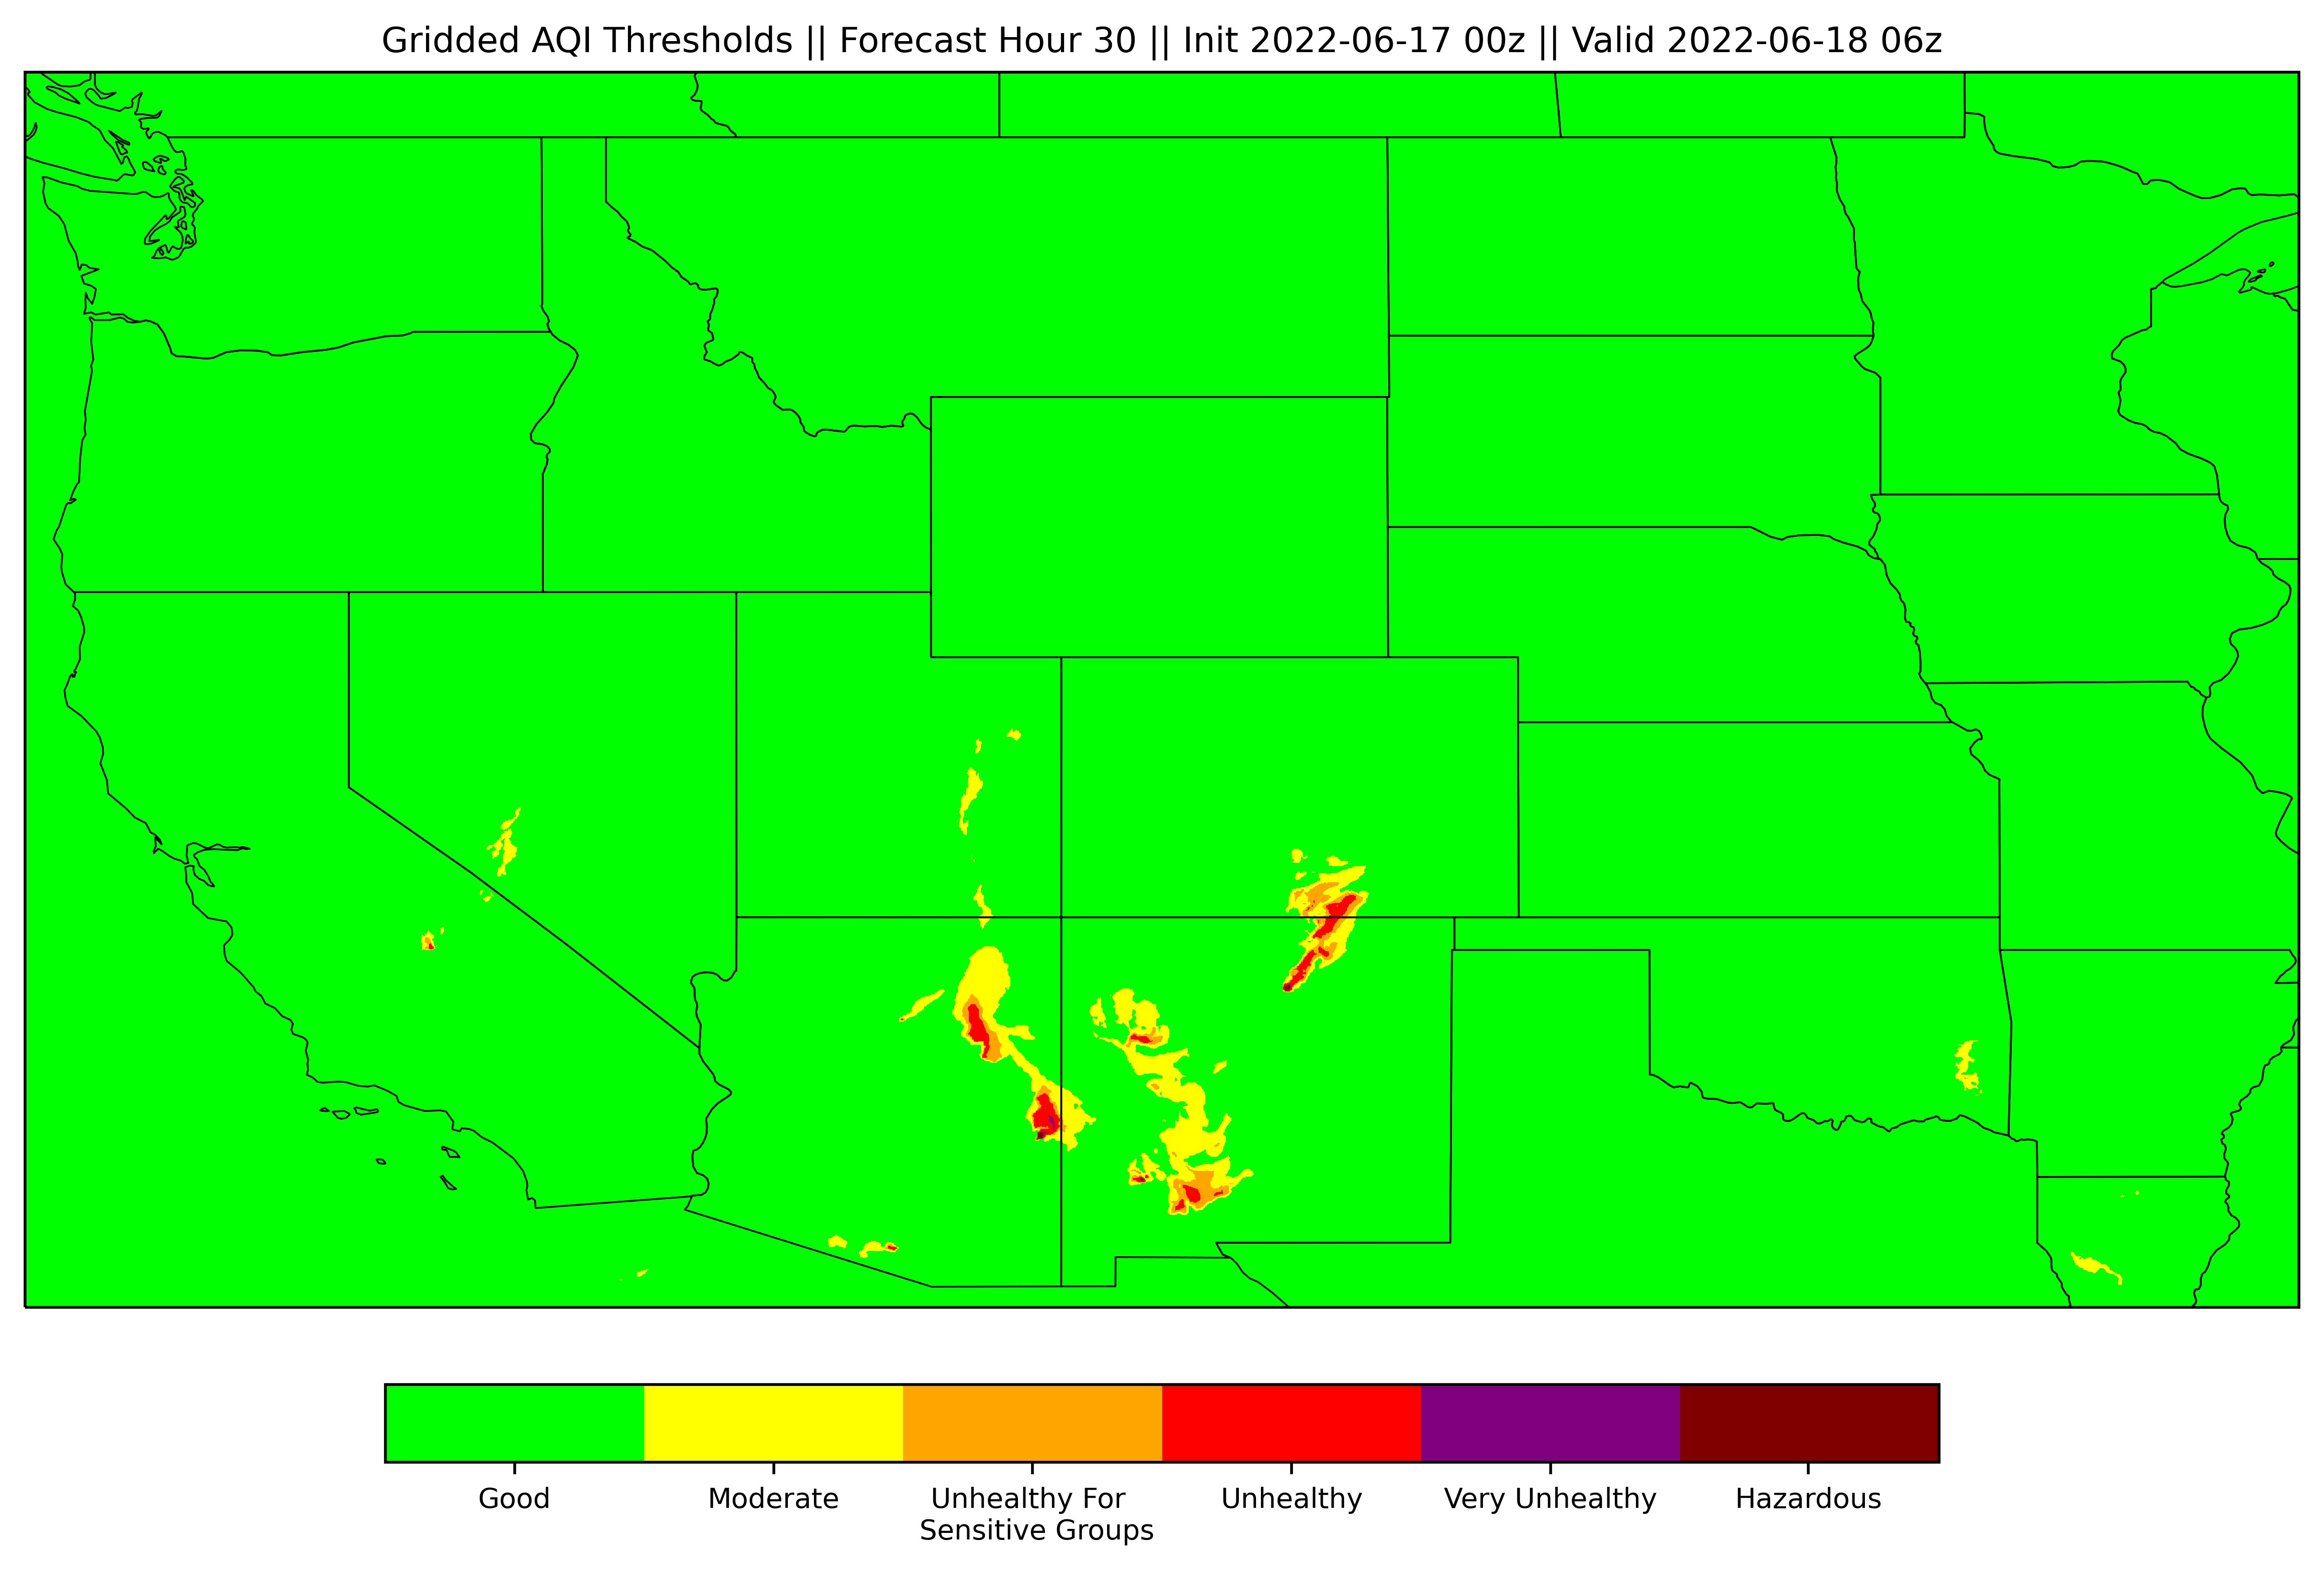 Gridded AQI Thresholds || Forecast Hour 30 || Init 2022-06-17 00z || Valid 2022-06-18 06z
Good
Moderate
Unhealthy For
Sensitive Groups
Unhealthy
Very Unhealthy
Hazardous